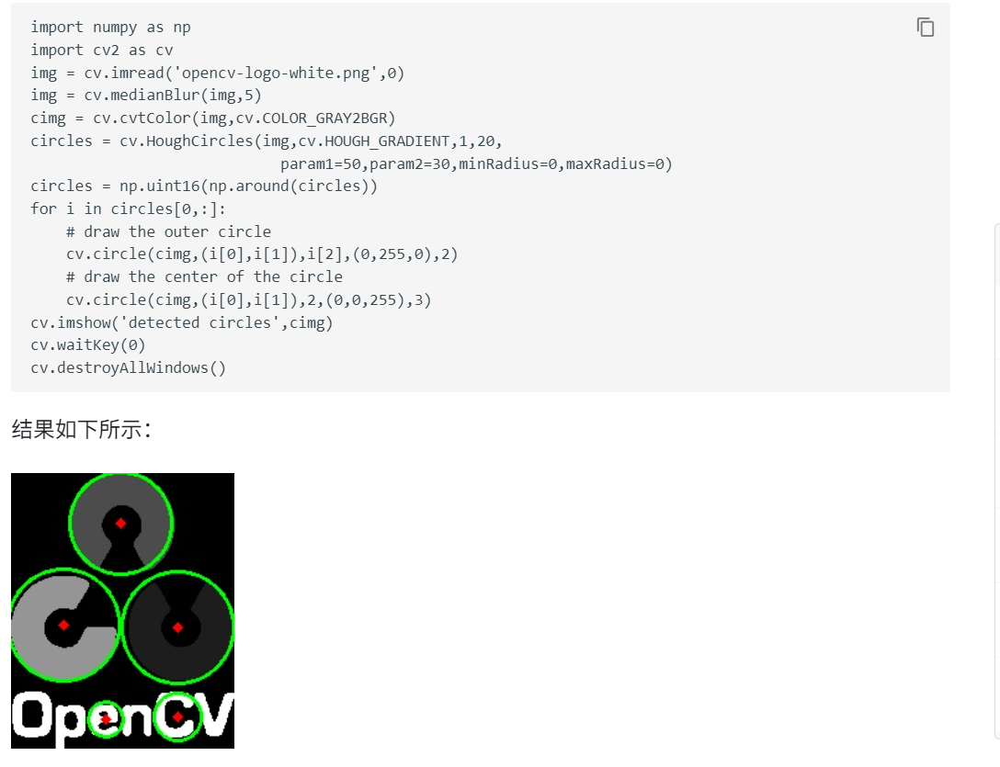 import numpy as np
import cv2 as cv
img = cv.imread('opencv-logo-white.png',0)
img = cv.medianBlur(img,5)
cimg = cv.cvtColor(img,cv.COLOR_GRAY2BGR)
circles = cv.HoughCircles(img,cv.HOUGH_GRADIENT,1,20,
                            param1=50,param2=30,minRadius=0,maxRadius=0)
circles = np.uint16(np.around(circles))
for i in circles[0,:]:
    # draw the outer circle
    cv.circle(cimg,(i[0],i[1]),i[2],(0,255,0),2)
    # draw the center of the circle
    cv.circle(cimg,(i[0],i[1]),2,(0,0,255),3)
cv.imshow('detected circles',cimg)
cv.waitKey(0)
cv.destroyAllWindows()
结果如下所示：
OpenCV